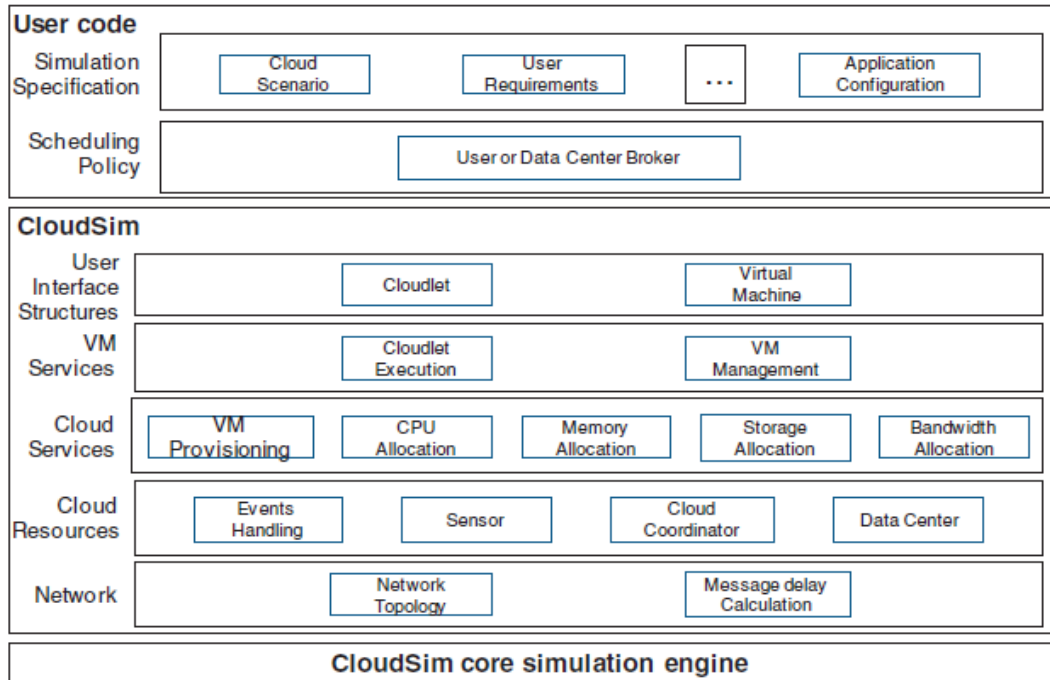 User code
Simulation
Specification
Cloud
Scenario
User
Requirements
...
Application
Configuration
Scheduling
Policy
User or Data Center Broker
CloudSim
User
Interface
Structures
Cloudlet
Virtual
Machine
VM
Services
Cloudlet
Execution
VM
Management
Cloud
Services
VM
Provisioning
CPU
Allocation
Memory
Allocation
Storage
Allocation
Bandwidth
Allocation
Cloud
Resources
Events
Handling
Sensor
Cloud
Coordinator
Data Center
Network
Network
Topology
Message delay
Calculation
CloudSim core simulation engine